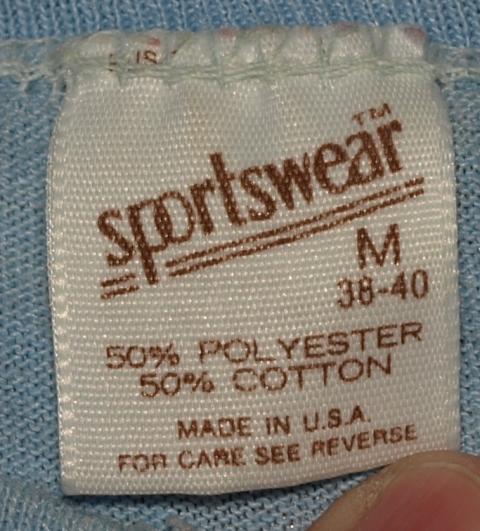 sportswear™
M
38-40
50% POLYESTER
50% COTTON
MADE IN U.S.A.
FOR CARE SEE REVERSE